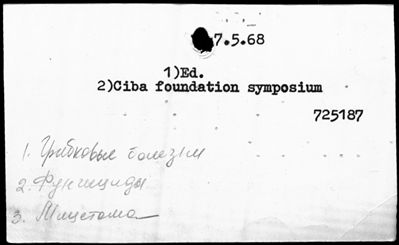 7.5.68
1)Ed.
2)Ciba foundation symposium
725187
1. Грибковые болезни
2. Фунгициды
3. Мицетома